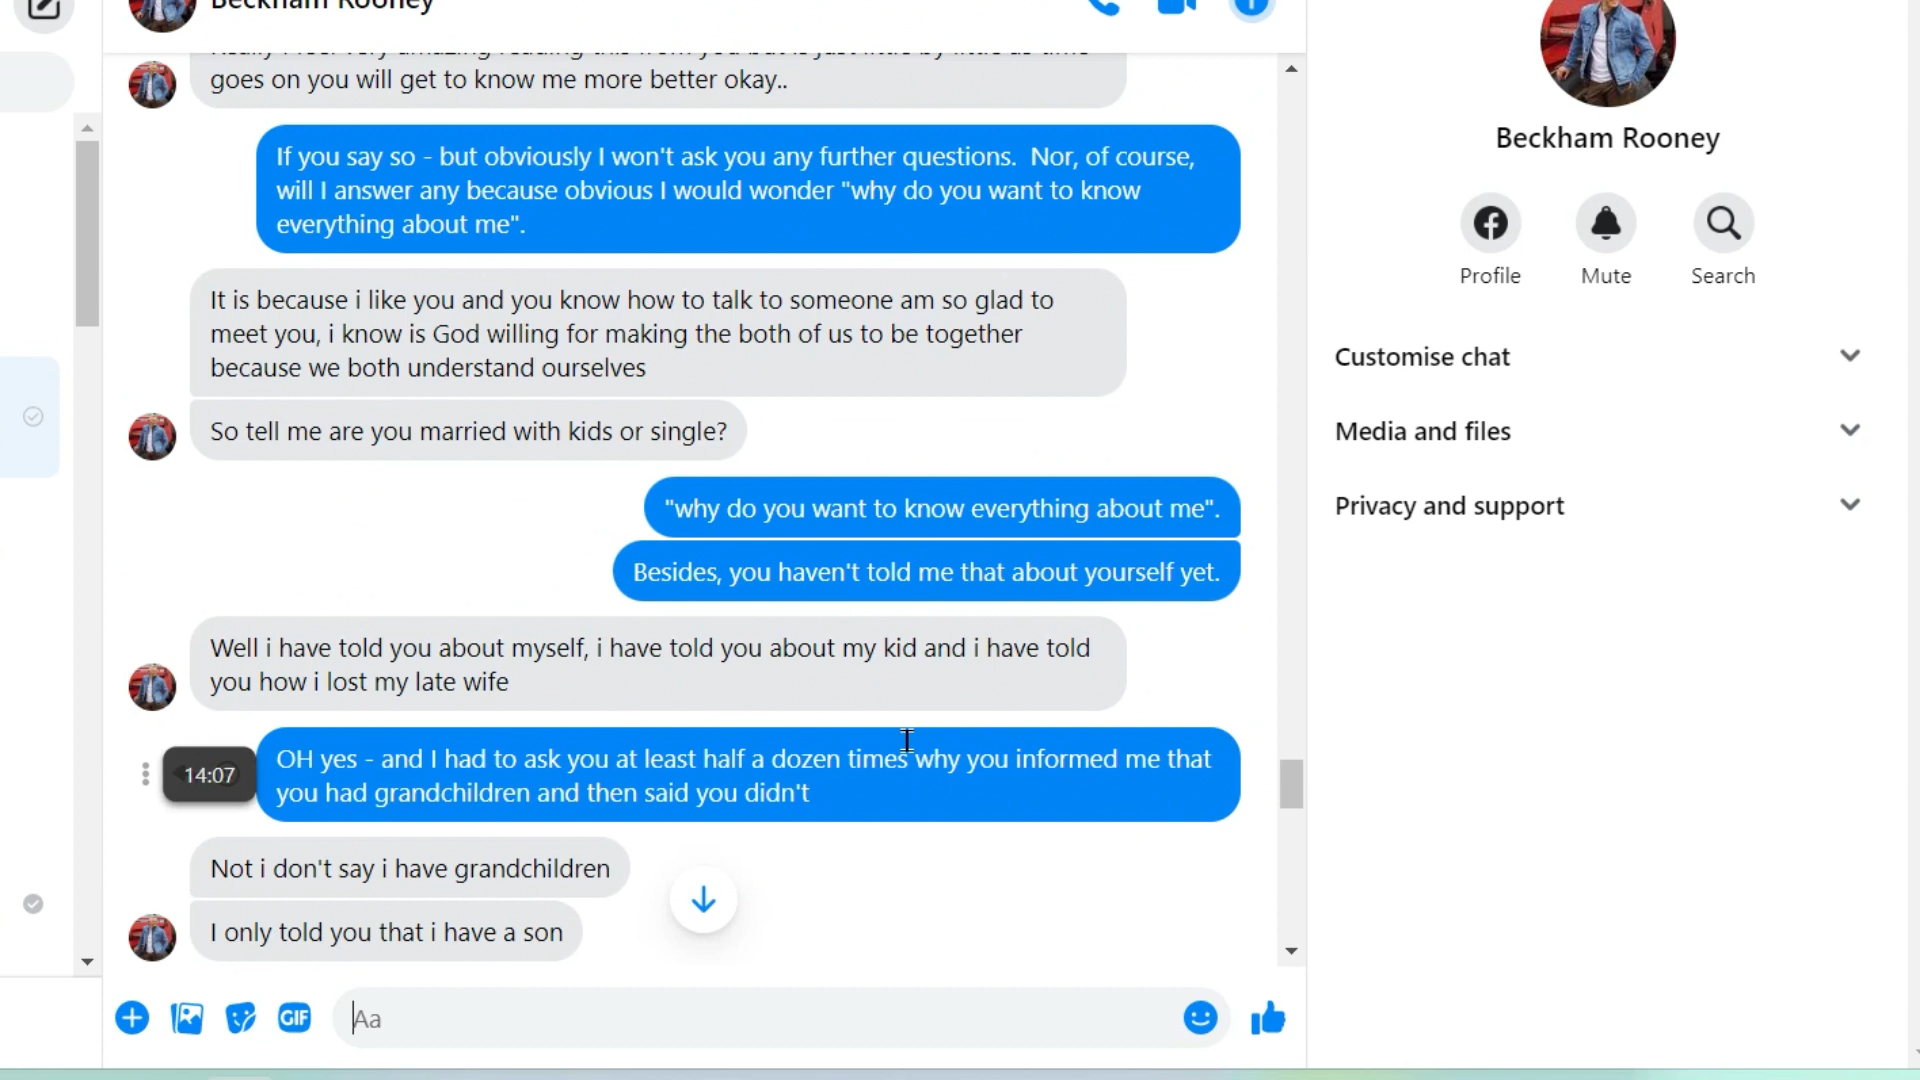 Beckham Rooney
goes on you will get to know me more better okay..
If you say so - but obviously I won't ask you any further questions. Nor, of course,
will I answer any because obvious I would wonder "why do you want to know
everything about me".
It is because i like you and you know how to talk to someone am so glad to
meet you, i know is God willing for making the both of us to be together
because we both understand ourselves
So tell me are you married with kids or single?
"why do you want to know everything about me".
Besides, you haven't told me that about yourself yet.
Well i have told you about myself, i have told you about my kid and i have told
you how i lost my late wife
14:07
OH yes - and I had to ask you at least half a dozen times why you informed me that
you had grandchildren and then said you didn't
Not i don't say i have grandchildren
I only told you that i have a son
GIF
Aa
Beckham Rooney
Profile
Mute
Search
Customise chat
Media and files
Privacy and support